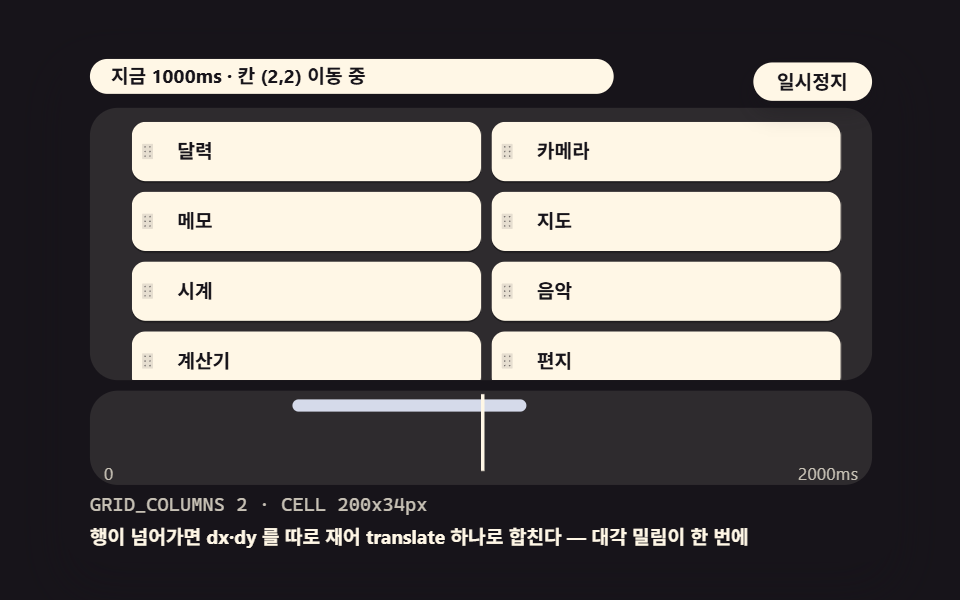 지금 1000ms · 칸 (2,2) 이동 중
일시정지
달력
카메라
메모
지도
시계
음악
계산기
편지
0
2000ms
GRID_COLUMNS 2 · CELL 200x34px
행이 넘어가면 dx·dy 를 따로 재어 translate 하나로 합친다 — 대각 밀림이 한 번에